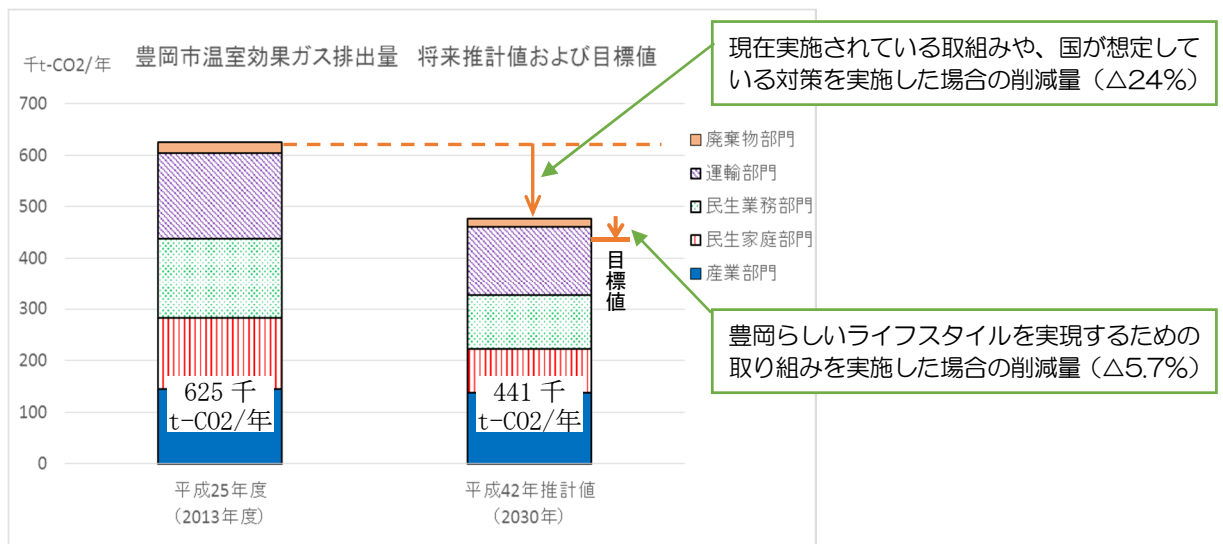 千t-CO2/年
豊岡市温室効果ガス排出量 将来推計値および目標値
現在実施されている取組みや、国が想定して
いる対策を実施した場合の削減量（△24%）
700
600
500
400
300
200
100
0
廃棄物部門
運輸部門
民生業務部門
民生家庭部門
産業部門
目標値
豊岡らしいライフスタイルを実現するための
取り組みを実施した場合の削減量（△5.7%）
625 千
t-CO2/年
441 千
t-CO2/年
平成25年度
（2013年度）
平成42年推計値
（2030年）